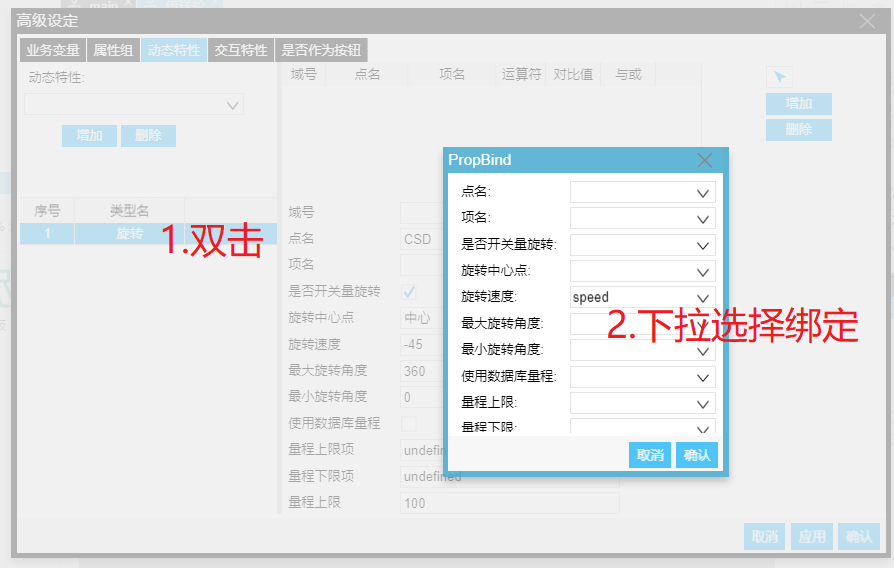 main
高级设定
业务变量 属性组 动态特性 交互特性 是否作为按钮
动态特性:
增加 删除
序号 类型名
1 旋转
域号 点名 项名 运算符 对比值 与或
增加
删除
域号
点名 CSD
项名
是否开关量旋转
旋转中心点 中心
旋转速度 -45
最大旋转角度 360
最小旋转角度 0
使用数据库量程
量程上限项 undefined
量程下限项 undefined
量程上限 100
PropBind
点名:
项名:
是否开关量旋转:
旋转中心点:
旋转速度: speed
最大旋转角度:
最小旋转角度:
使用数据库量程:
量程上限:
量程下限:
取消 确认
1.双击
2.下拉选择绑定
取消 应用 确认